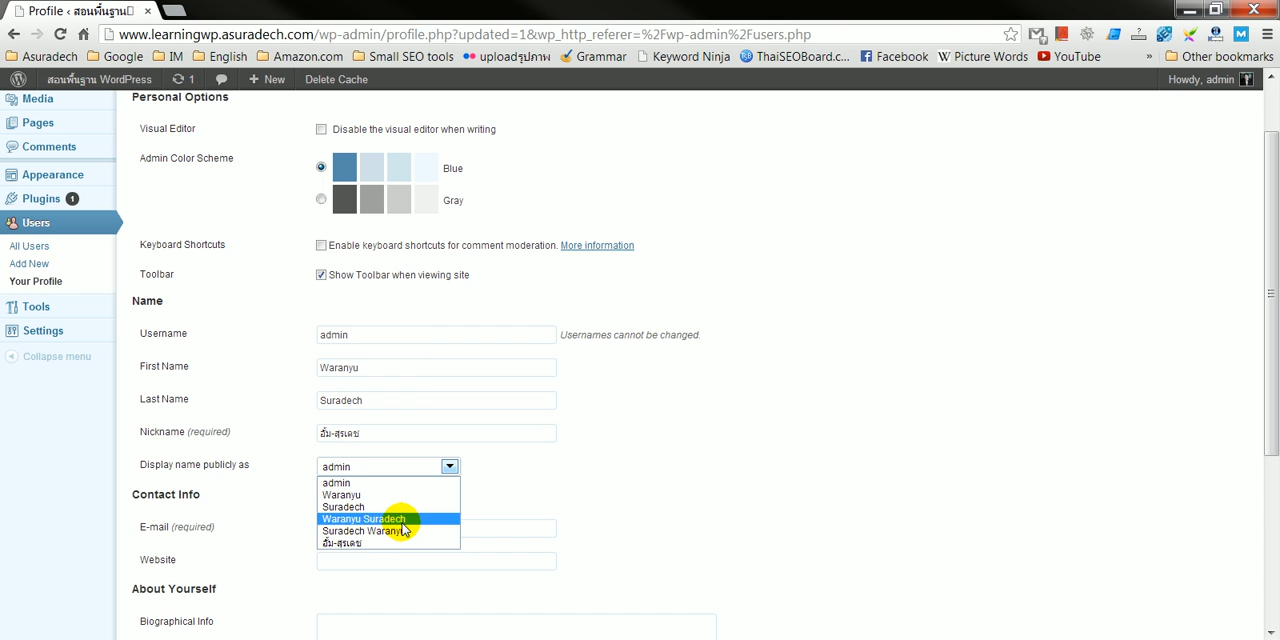 Profile ‹ สอนพื้นฐาน
www.learningwp.asuradech.com/wp-admin/profile.php?updated=1&wp_http_referer=%2Fwp-admin%2Fusers.php
Asuradech Google IM English Amazon.com Small SEO tools uploadรูปภาพ Grammar Keyword Ninja ThaiSEOBoard.c... Facebook Picture Words YouTube » Other bookmarks
สอนพื้นฐาน WordPress 1 + New Delete Cache Howdy, admin
Media
Pages
Comments
Appearance
Plugins 1
Users
All Users
Add New
Your Profile
Tools
Settings
Collapse menu
Personal Options
Visual Editor Disable the visual editor when writing
Admin Color Scheme Blue
Gray
Keyboard Shortcuts Enable keyboard shortcuts for comment moderation. More information
Toolbar Show Toolbar when viewing site
Name
Username admin Usernames cannot be changed.
First Name Waranyu
Last Name Suradech
Nickname (required) อั้ม-สุรเดช
Display name publicly as admin
admin
Waranyu
Suradech
Waranyu Suradech
Suradech Waranyu
อั้ม-สุรเดช
Contact Info
E-mail (required)
Website
About Yourself
Biographical Info